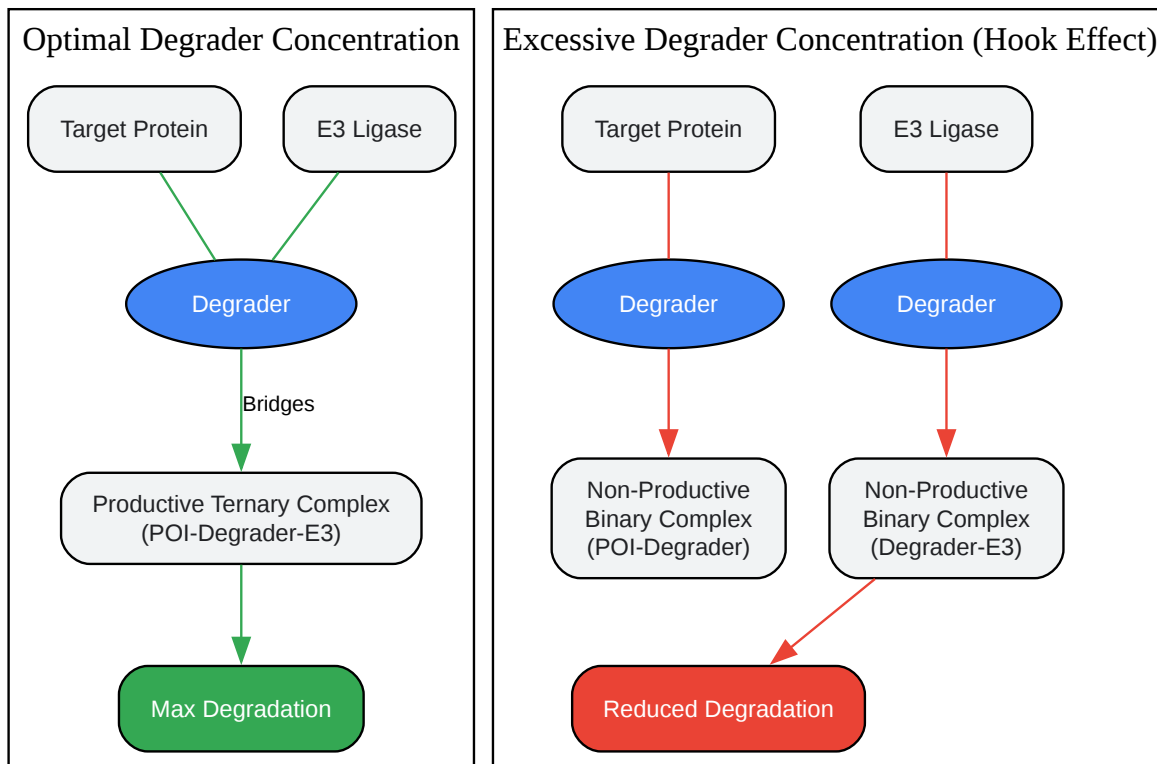 Optimal Degrader Concentration
Target Protein
E3 Ligase
Degrader
Bridges
Productive Ternary Complex
(POI-Degrader-E3)
Max Degradation
Excessive Degrader Concentration (Hook Effect)
Target Protein
E3 Ligase
Degrader
Degrader
Non-Productive
Binary Complex
(POI-Degrader)
Non-Productive
Binary Complex
(Degrader-E3)
Reduced Degradation